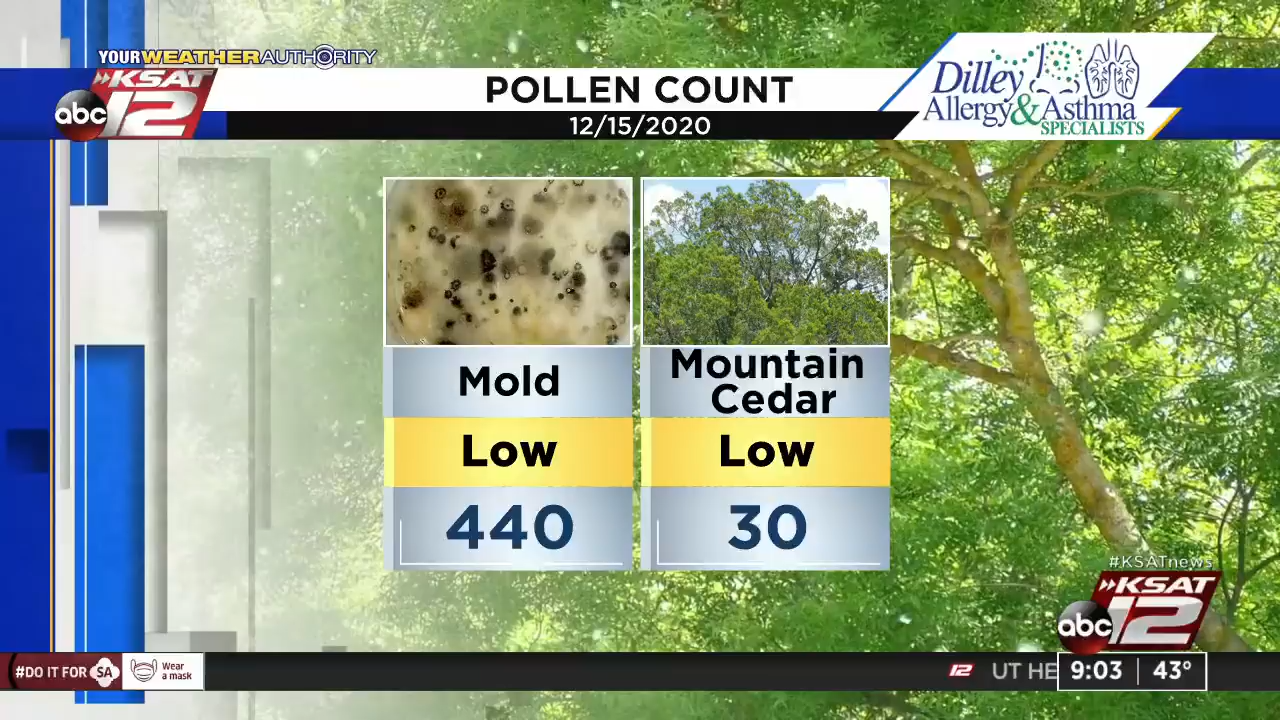 YOURWEATHERAUTHORITY
KSAT
abc 12
POLLEN COUNT
12/15/2020
Dilley
Allergy&Asthma
SPECIALISTS
Mold
Low
440
Mountain
Cedar
Low
30
#KSATnews
KSAT
abc 12
#DO IT FOR SA
Wear
a mask
12 UT HE
9:03 43°